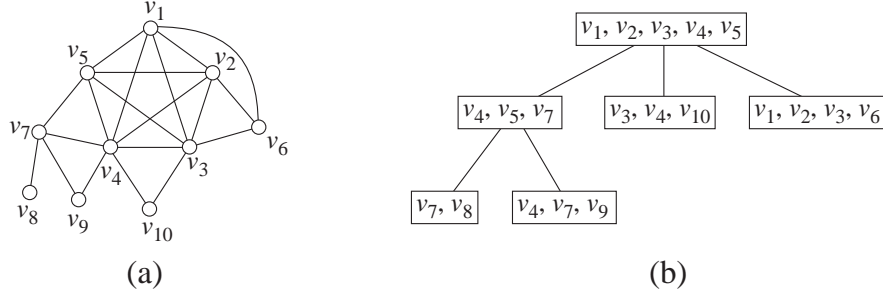 v1
v5
v2
v7
v4
v3
v6
v8
v9
v10
(a)
v1, v2, v3, v4, v5
v4, v5, v7
v3, v4, v10
v1, v2, v3, v6
v7, v8
v4, v7, v9
(b)